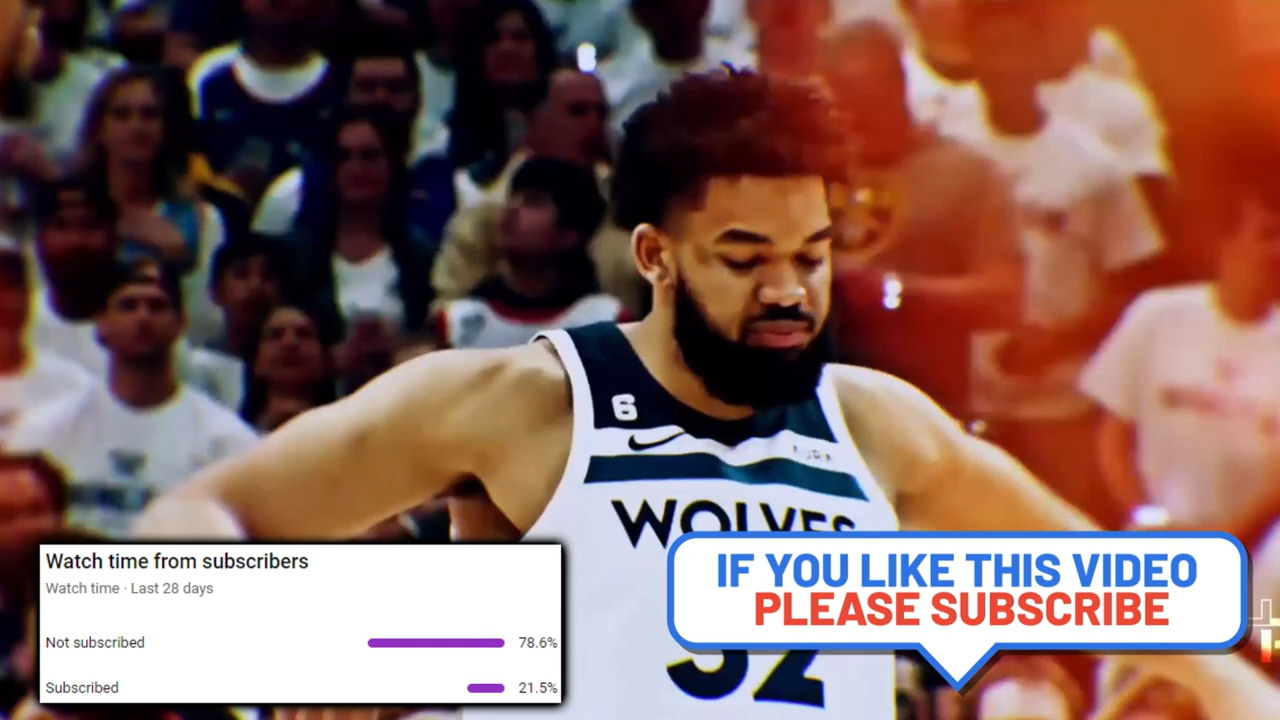 6
WOLVES
32
Watch time from subscribers
Watch time · Last 28 days
Not subscribed 78.6%
Subscribed 21.5%
IF YOU LIKE THIS VIDEO
PLEASE SUBSCRIBE